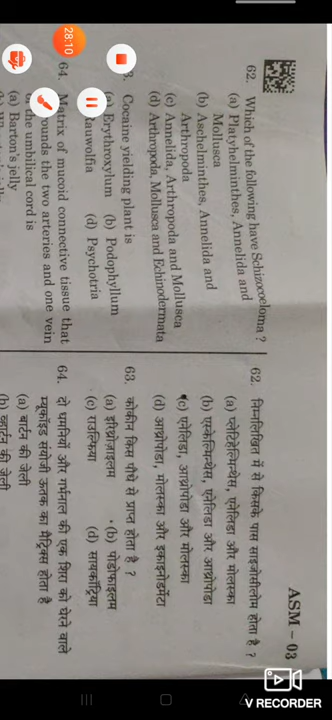 28:10
ASM – 03
62. Which of the following have Schizocoeloma ?
(a) Platyhelminthes, Annelida and
Mollusca
(b) Aschelminthes, Annelida and
Arthropoda
(c) Annelida, Arthropoda and Mollusca
(d) Arthropoda, Mollusca and Echinodermata
Cocaine yielding plant is
Erythroxylum (b) Podophyllum
Rauwolfia (d) Psychotria
64. Matrix of mucoid connective tissue that
the two arteries and one vein
the umbilical cord is
(a) Barton's jelly
62. निम्नलिखित में से किसके पास साइजोसीलोम होता है ?
(a) प्लेटिहेल्मिन्थेस, एनेलिडा और मोलस्का
(b) एस्केल्मिन्थेस, एनेलिडा और आर्थ्रोपोडा
(c) एनेलिडा, आर्थ्रोपोडा और मोलस्का
(d) आर्थ्रोपोडा, मोलस्का और इकाइनोडर्मेटा
63. कोकीन किस पौधे से प्राप्त होता है ?
(a) इरिथ्रोज़ाइलम (b) पोडोफाइलम
(c) राउल्फिया (d) सायकॉट्रिया
64. दो धमनियों और गर्भनाल की एक शिरा को घेरने वाले
म्यूकॉइड संयोजी ऊतक का मैट्रिक्स होता है
(a) बार्टन की जेली
(b) व्हार्टन की जेली
V RECORDER